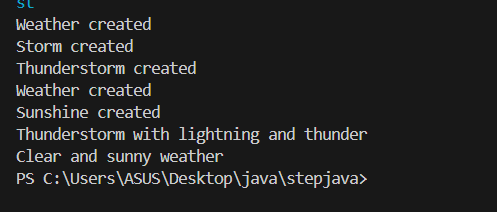 st
Weather created
Storm created
Thunderstorm created
Weather created
Sunshine created
Thunderstorm with lightning and thunder
Clear and sunny weather
PS C:\Users\ASUS\Desktop\java\stepjava>